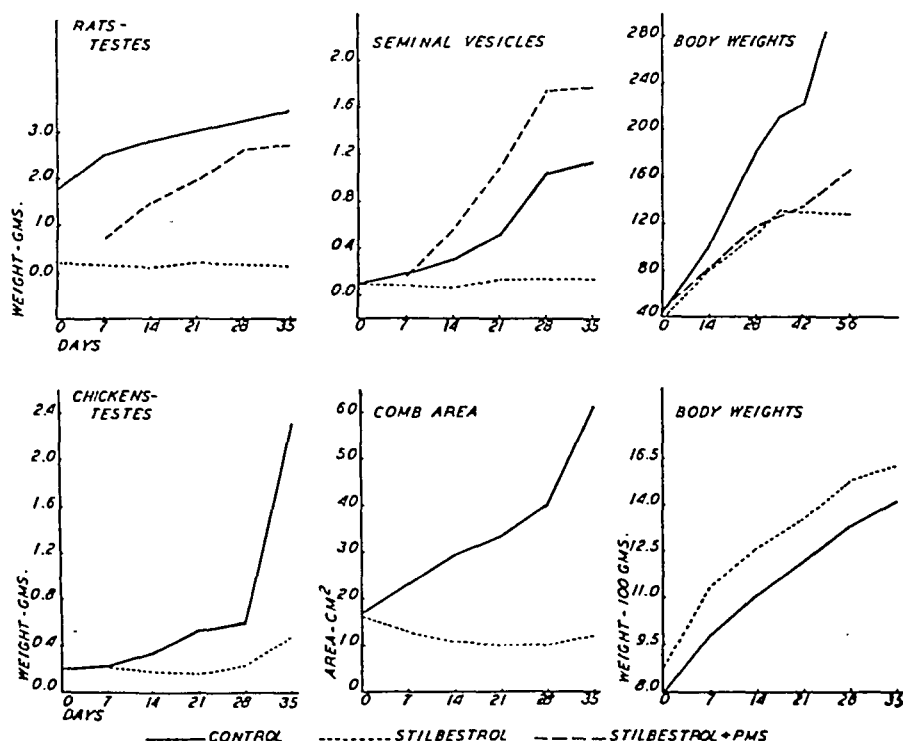 RATS-
TESTES
3.0
2.0
1.0
0.0
WEIGHT-GMS.
0 7 14 21 28 35
DAYS
SEMINAL VESICLES
2.0
1.6
1.2
0.8
0.4
0.0
0 7 14 21 28 35
BODY WEIGHTS
280
240
200
160
120
80
40
0 14 28 42 56
CHICKENS-
TESTES
2.4
2.0
1.6
1.2
0.8
0.4
0.0
WEIGHT-GMS.
0 7 14 21 28 35
DAYS
COMB AREA
60
50
40
30
20
10
0
AREA-CM²
0 7 14 21 28 35
BODY WEIGHTS
16.5
14.0
12.5
11.0
9.5
8.0
WEIGHT-100 GMS.
0 7 14 21 28 35
CONTROL STILBESTROL STILBESTROL+PMS